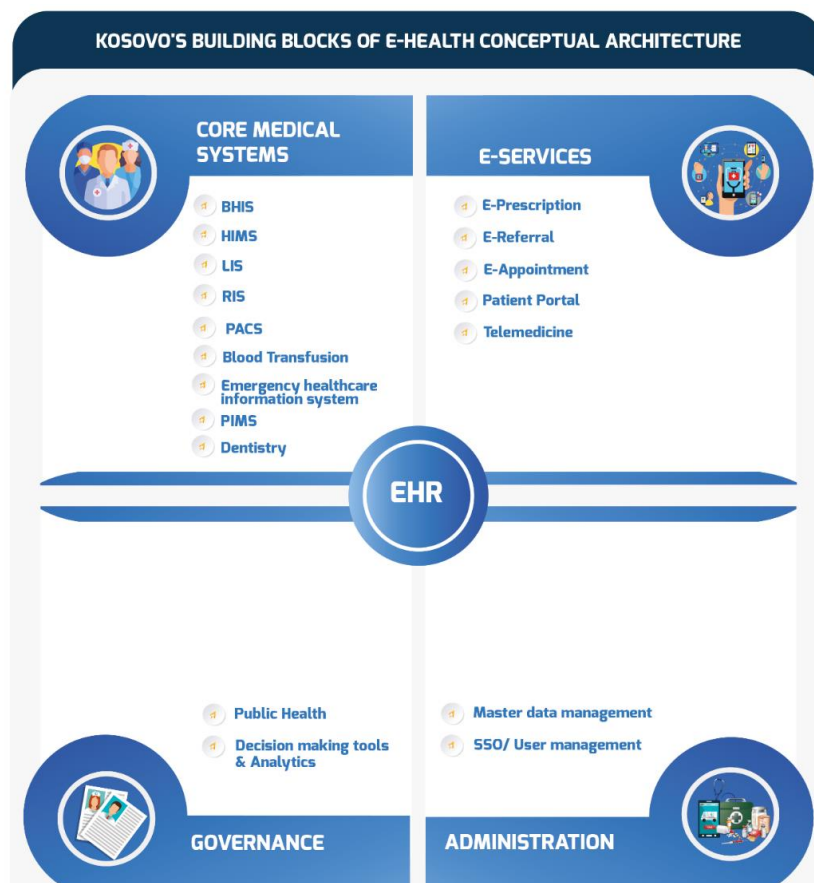 KOSOVO'S BUILDING BLOCKS OF E-HEALTH CONCEPTUAL ARCHITECTURE
CORE MEDICAL
SYSTEMS
BHIS
HIMS
LIS
RIS
PACS
Blood Transfusion
Emergency healthcare
information system
PIMS
Dentistry
E-SERVICES
E-Prescription
E-Referral
E-Appointment
Patient Portal
Telemedicine
EHR
Public Health
Decision making tools
& Analytics
GOVERNANCE
Master data management
SSO/ User management
ADMINISTRATION